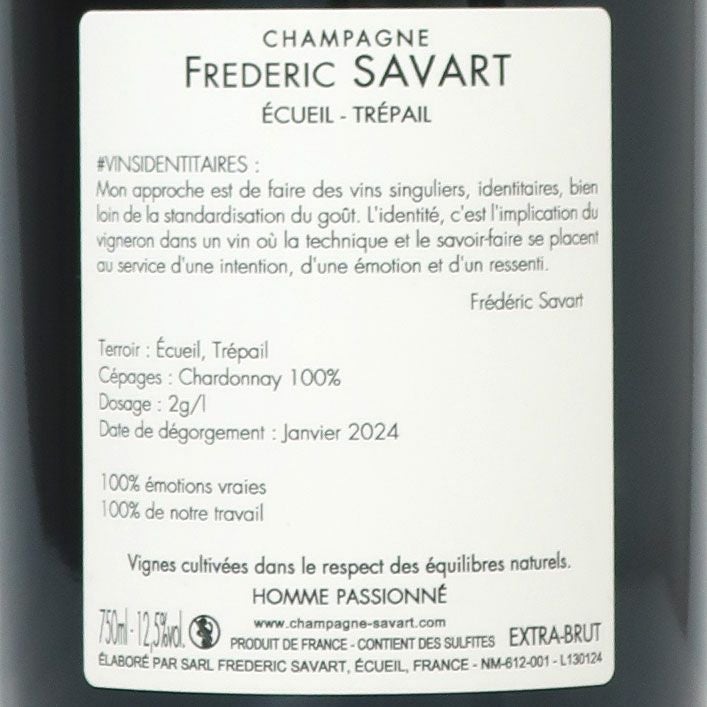 CHAMPAGNE
FREDERIC SAVART
ÉCUEIL - TRÉPAIL
#VINSIDENTITAIRES :
Mon approche est de faire des vins singuliers, identitaires, bien
loin de la standardisation du goût. L'identité, c'est l'implication du
vigneron dans un vin où la technique et le savoir-faire se placent
au service d'une intention, d'une émotion et d'un ressenti.
Frédéric Savart
Terroir : Écueil, Trépail
Cépages : Chardonnay 100%
Dosage : 2g/l
Date de dégorgement : Janvier 2024
100% émotions vraies
100% de notre travail
Vignes cultivées dans le respect des équilibres naturels.
HOMME PASSIONNÉ
www.champagne-savart.com
750ml - 12,5%vol. PRODUIT DE FRANCE - CONTIENT DES SULFITES EXTRA-BRUT
ÉLABORÉ PAR SARL FREDERIC SAVART, ÉCUEIL, FRANCE - NM-612-001 - L130124